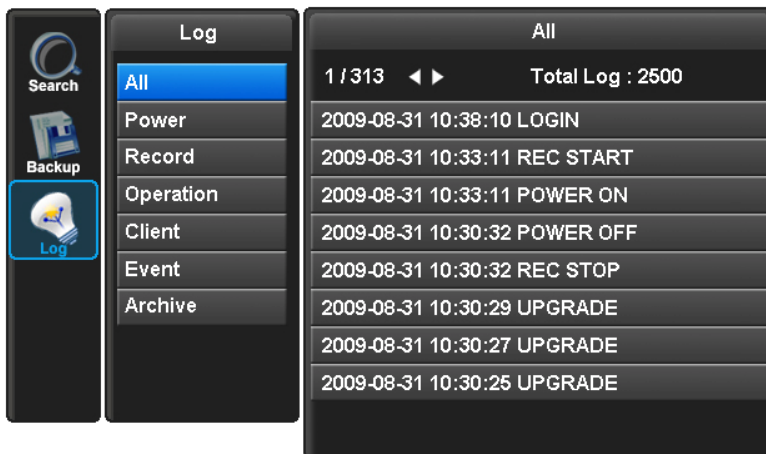 Search
Backup
Log
Log
All
Power
Record
Operation
Client
Event
Archive
All
1 / 313 ◀ ▶ Total Log : 2500
2009-08-31 10:38:10 LOGIN
2009-08-31 10:33:11 REC START
2009-08-31 10:33:11 POWER ON
2009-08-31 10:30:32 POWER OFF
2009-08-31 10:30:32 REC STOP
2009-08-31 10:30:29 UPGRADE
2009-08-31 10:30:27 UPGRADE
2009-08-31 10:30:25 UPGRADE